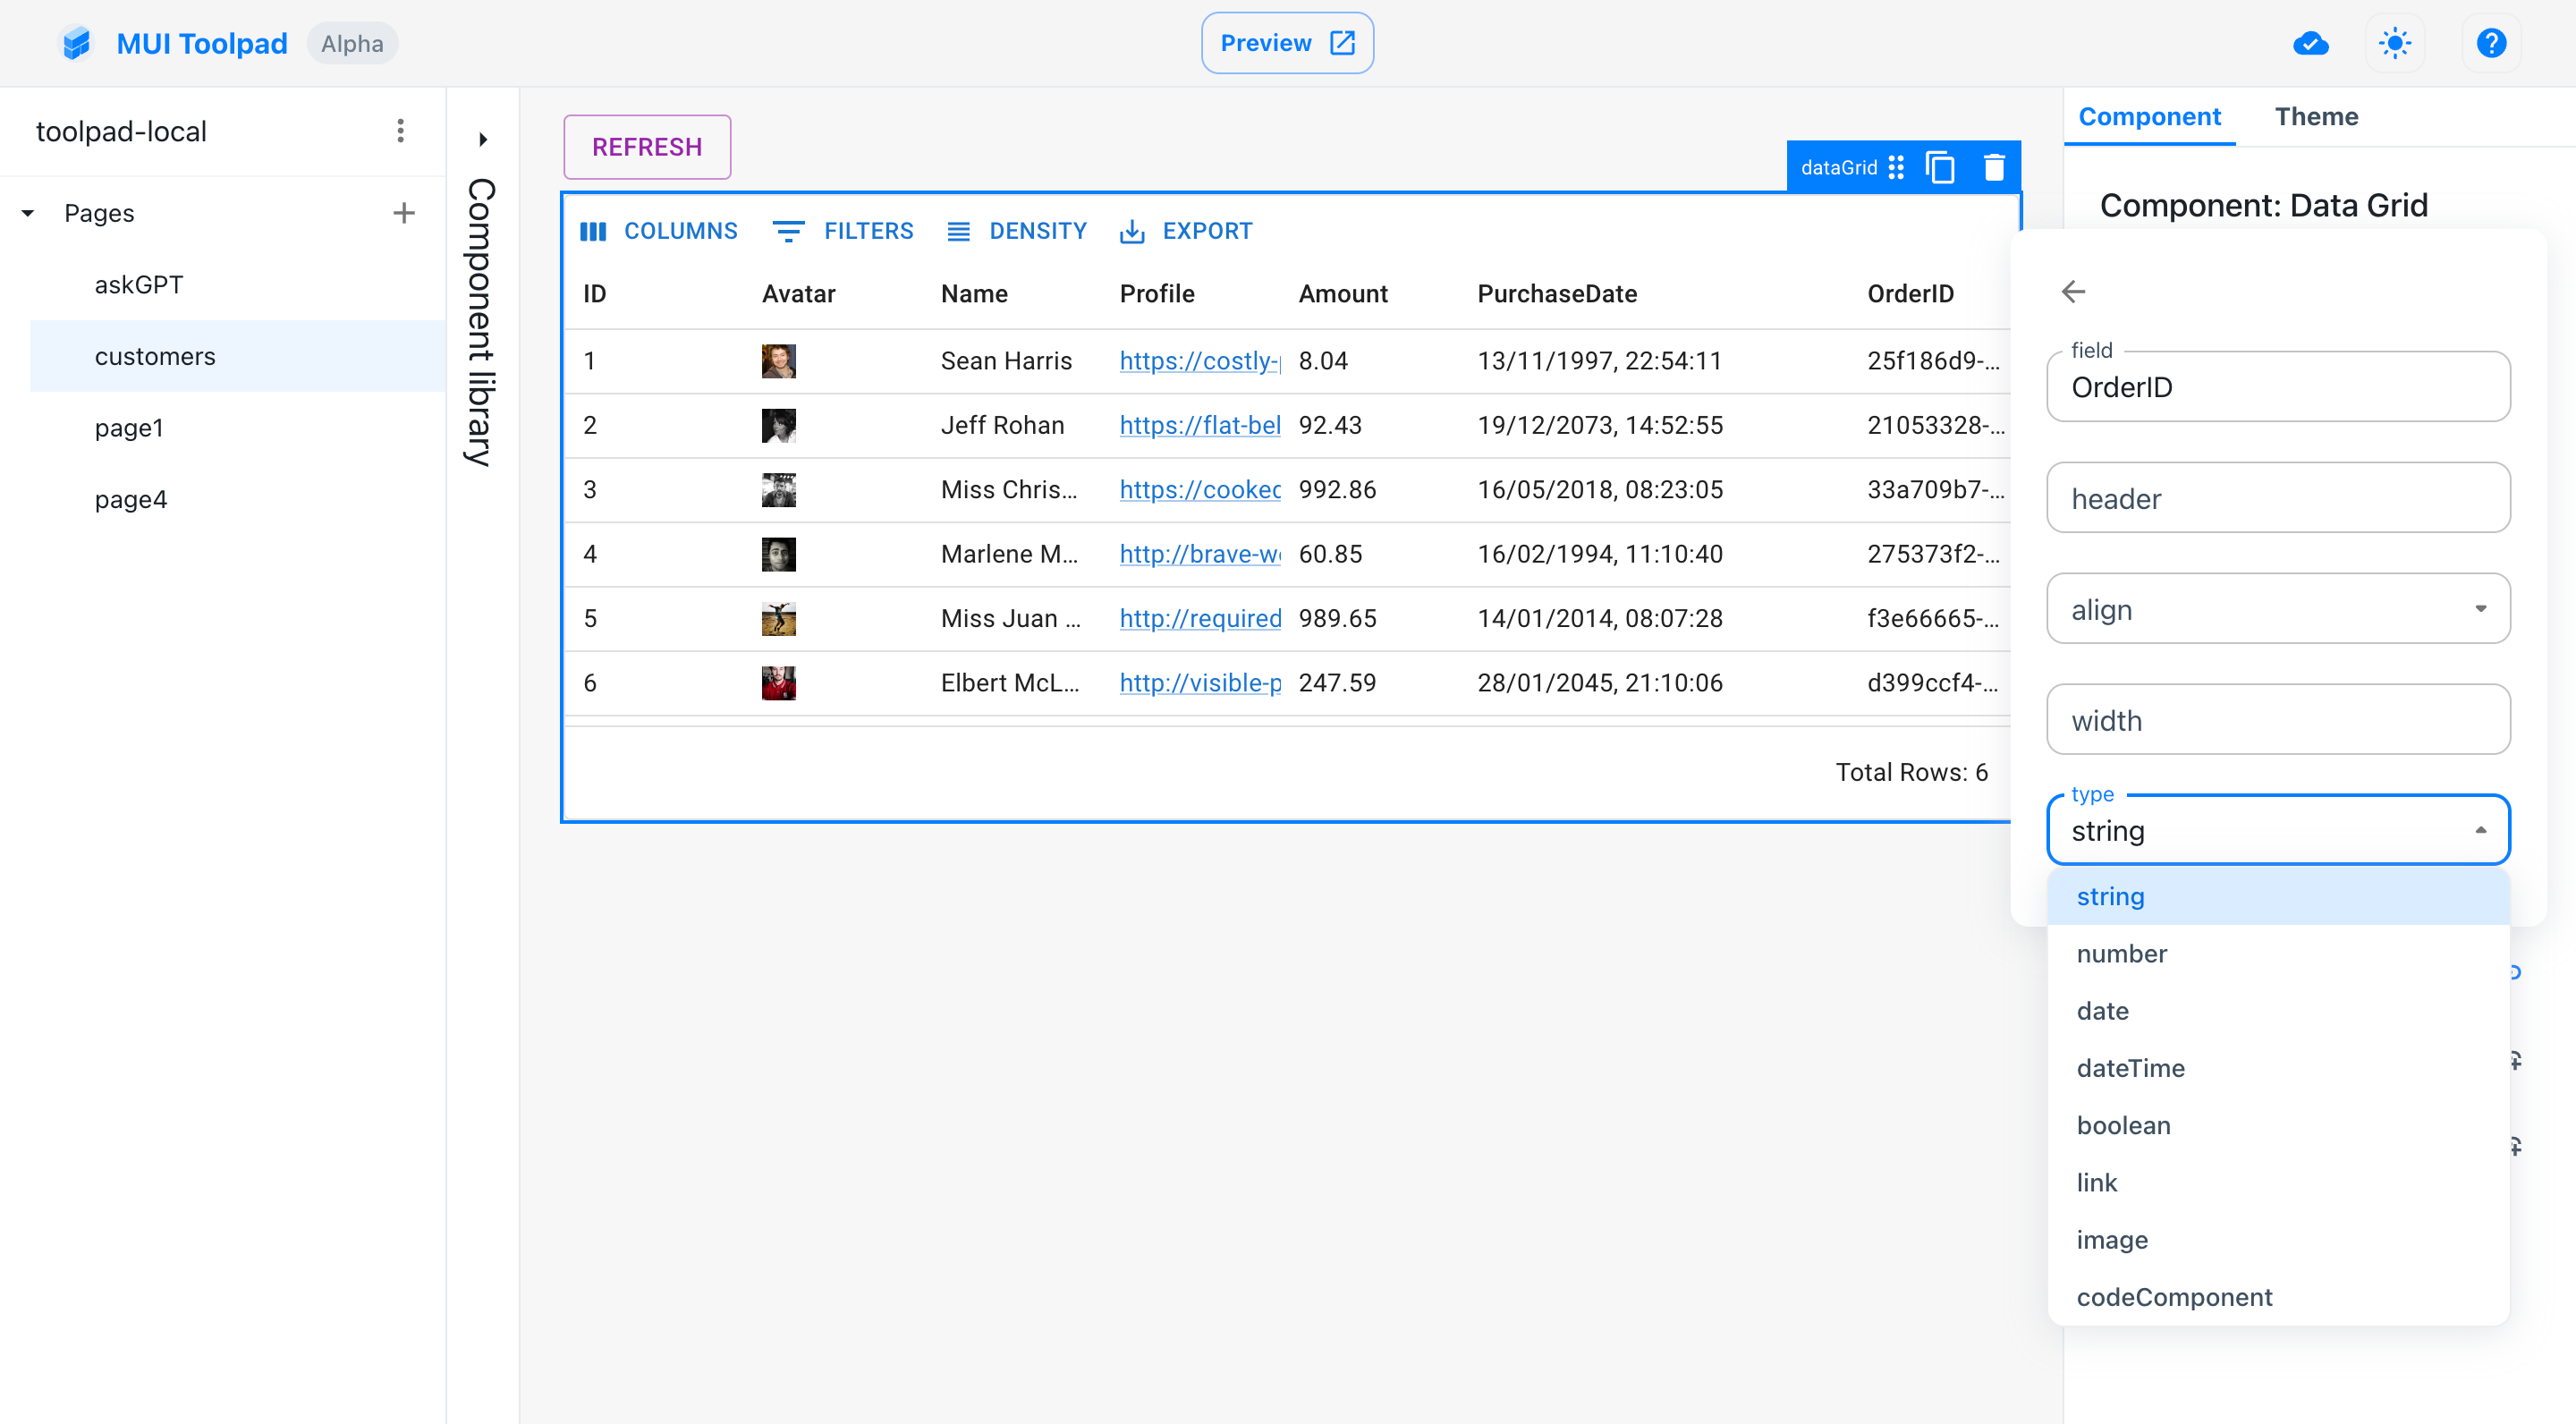 MUI Toolpad Alpha
Preview
toolpad-local
Pages
askGPT
customers
page1
page4
Component library
REFRESH
dataGrid
COLUMNS FILTERS DENSITY EXPORT
ID Avatar Name Profile Amount PurchaseDate OrderID
1 Sean Harris https://costly- 8.04 13/11/1997, 22:54:11 25f186d9-...
2 Jeff Rohan https://flat-bel 92.43 19/12/2073, 14:52:55 21053328-...
3 Miss Chris... https://cooked 992.86 16/05/2018, 08:23:05 33a709b7-...
4 Marlene M... http://brave-w 60.85 16/02/1994, 11:10:40 275373f2-...
5 Miss Juan ... http://required 989.65 14/01/2014, 08:07:28 f3e66665-...
6 Elbert McL... http://visible-p 247.59 28/01/2045, 21:10:06 d399ccf4-...
Total Rows: 6
Component Theme
Component: Data Grid
field
OrderID
header
align
width
type
string
string
number
date
dateTime
boolean
link
image
codeComponent